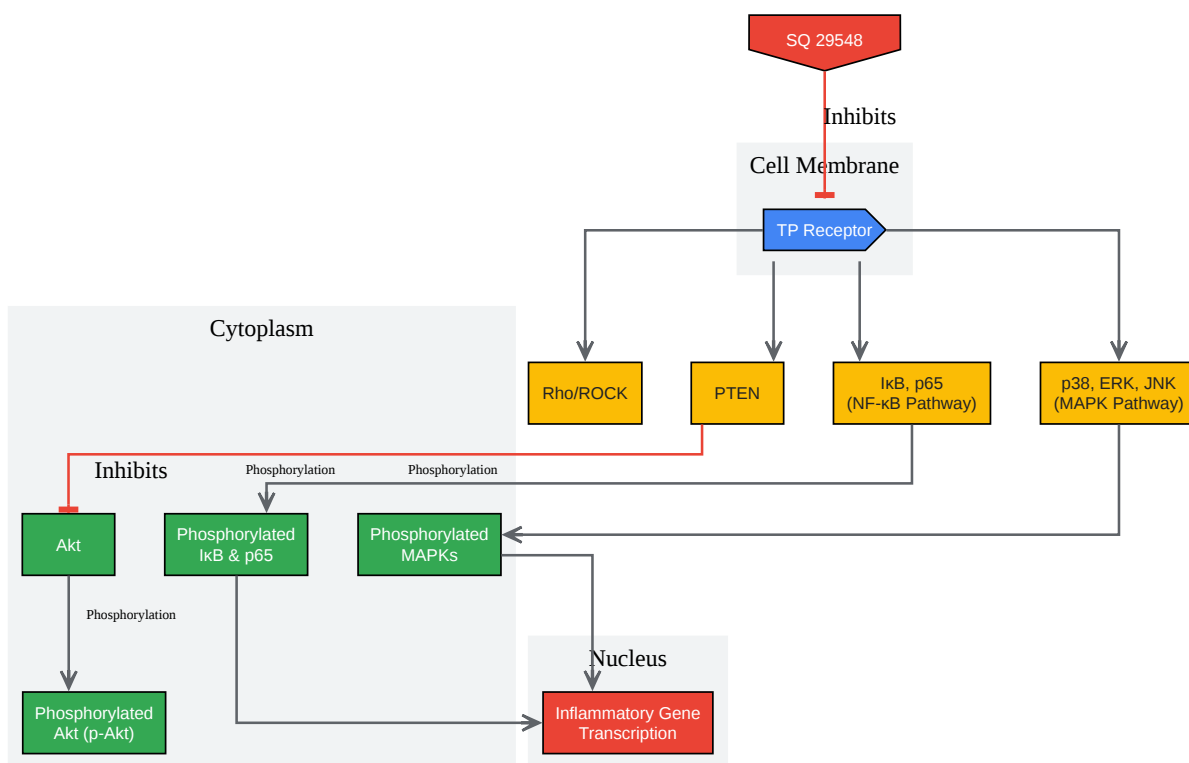 SQ 29548
Inhibits
Cell Membrane
TP Receptor
Cytoplasm
Rho/ROCK
PTEN
IκB, p65
(NF-κB Pathway)
p38, ERK, JNK
(MAPK Pathway)
Inhibits
Phosphorylation
Phosphorylation
Akt
Phosphorylated
IκB & p65
Phosphorylated
MAPKs
Phosphorylation
Nucleus
Phosphorylated
Akt (p-Akt)
Inflammatory Gene
Transcription